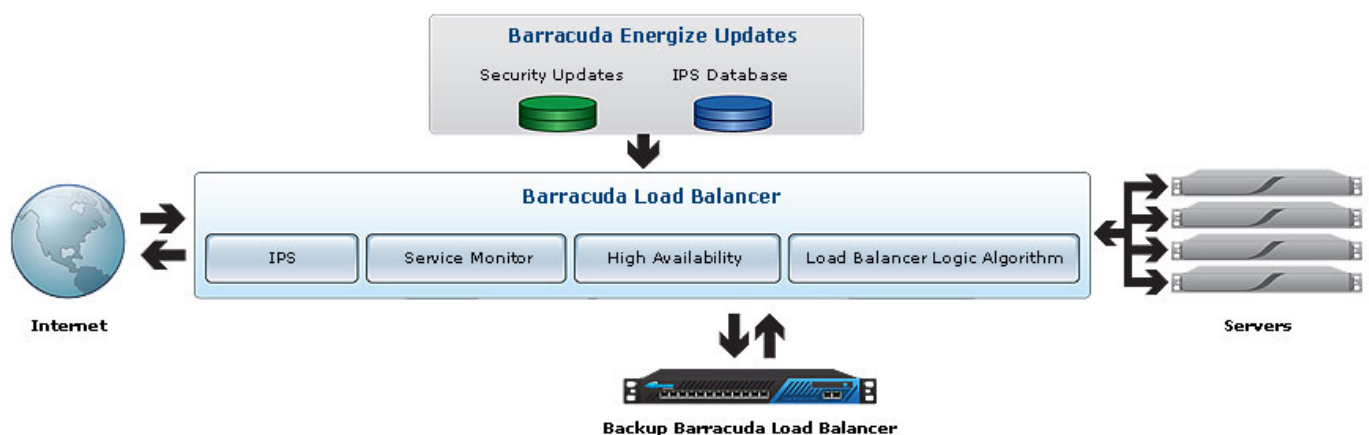 Barracuda Energize Updates
Security Updates IPS Database
Barracuda Load Balancer
IPS Service Monitor High Availability Load Balancer Logic Algorithm
Internet
Servers
Backup Barracuda Load Balancer